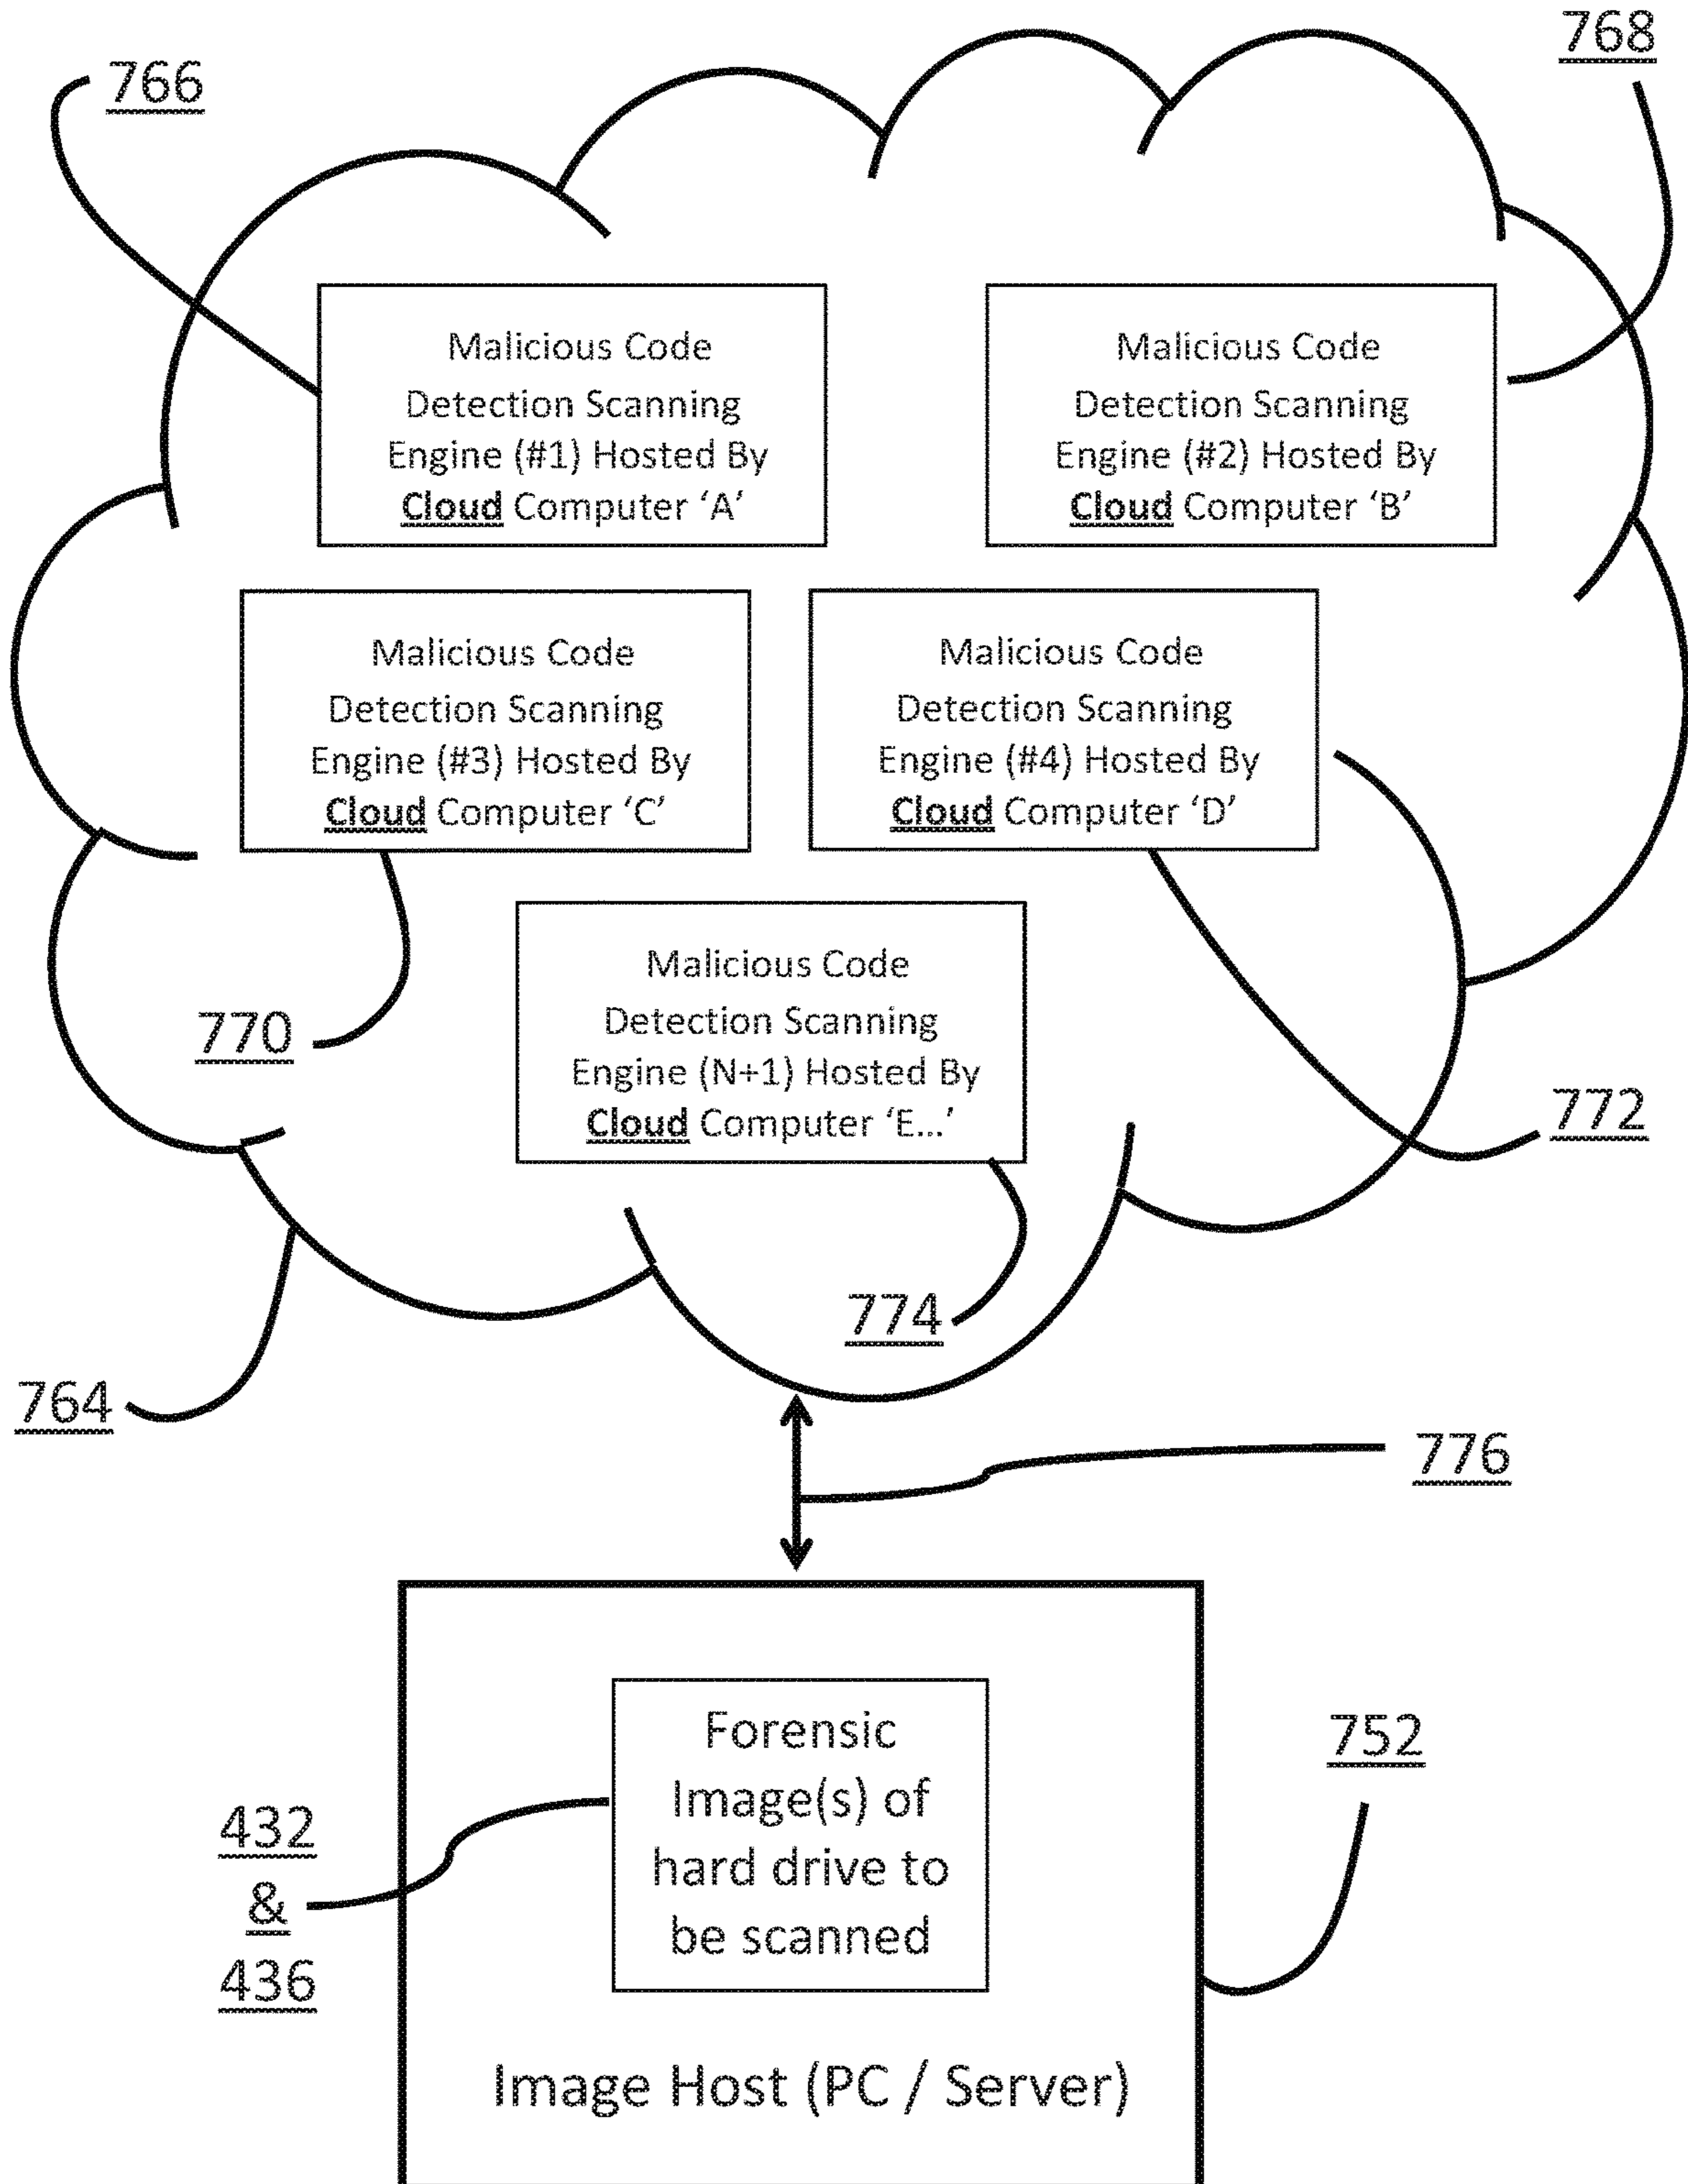 768
766
Malicious Code
Detection Scanning
Engine (#1) Hosted By
Cloud Computer ‘A’
Malicious Code
Detection Scanning
Engine (#2) Hosted By
Cloud Computer ‘B’
Malicious Code
Detection Scanning
Engine (#3) Hosted By
Cloud Computer ‘C’
Malicious Code
Detection Scanning
Engine (#4) Hosted By
Cloud Computer ‘D’
Malicious Code
Detection Scanning
Engine (N+1) Hosted By
Cloud Computer ‘E...’
770
772
774
764
776
Forensic
Image(s) of
hard drive to
be scanned
752
432
&
436
Image Host (PC / Server)